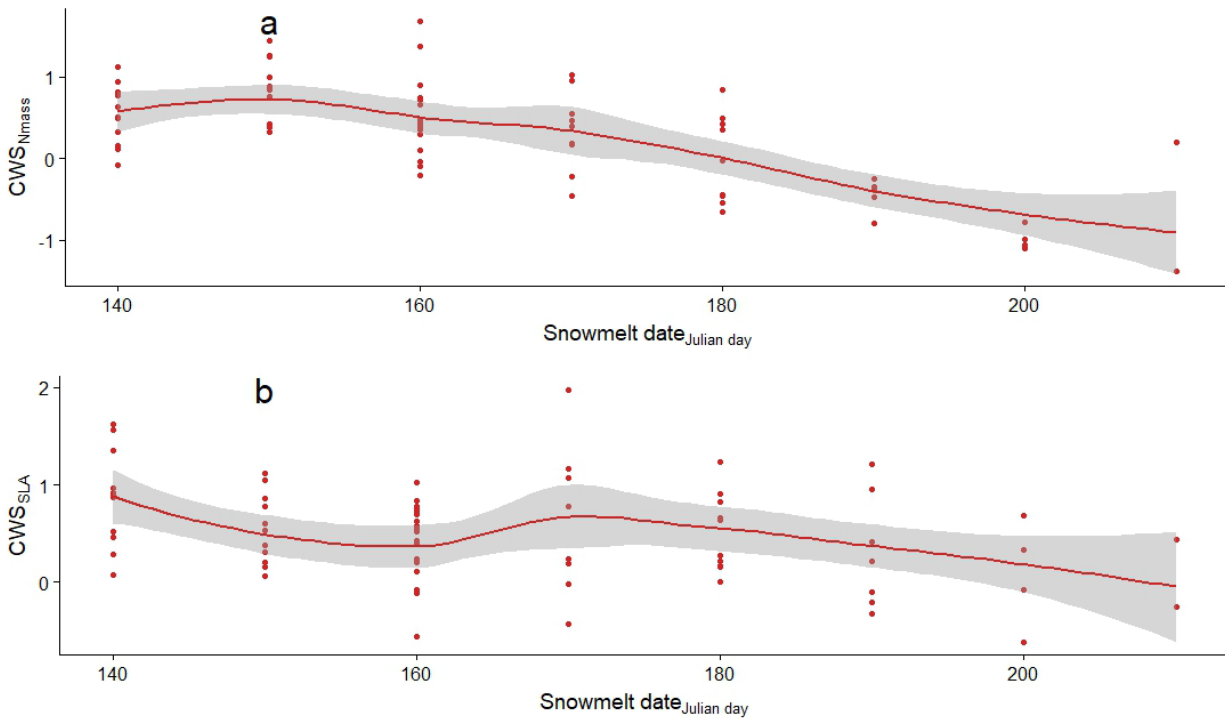 a
1
0
-1
CWSNmass
140 160 180 200
Snowmelt dateJulian day
b
2
1
0
CWSSLA
140 160 180 200
Snowmelt dateJulian day